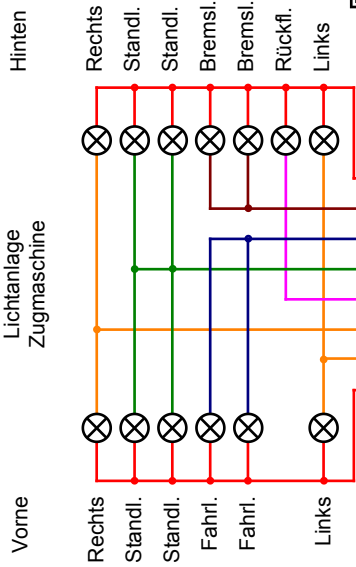 Hinten
Rechts
Standl.
Standl.
Bremsl.
Bremsl.
Rückfl.
Links
Lichtanlage
Zugmaschine
Vorne
Rechts
Standl.
Standl.
Fahrl.
Fahrl.
Links